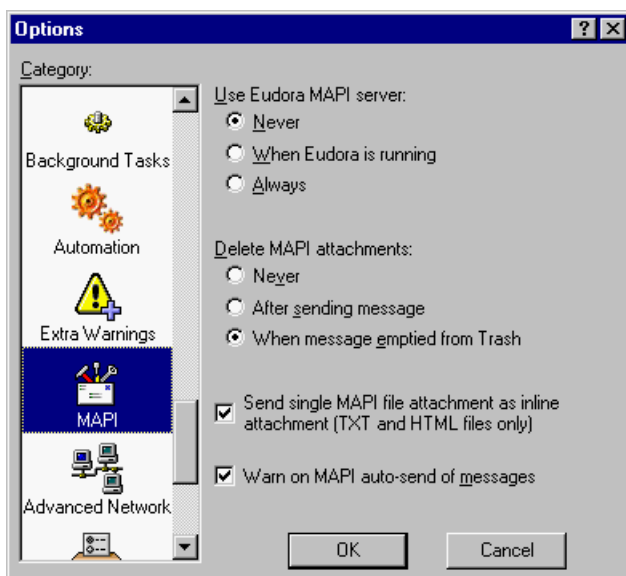 Options
Category:
Background Tasks
Automation
Extra Warnings
MAPI
Advanced Network
Use Eudora MAPI server:
Never
When Eudora is running
Always
Delete MAPI attachments:
Never
After sending message
When message emptied from Trash
Send single MAPI file attachment as inline
attachment (TXT and HTML files only)
Warn on MAPI auto-send of messages
OK
Cancel